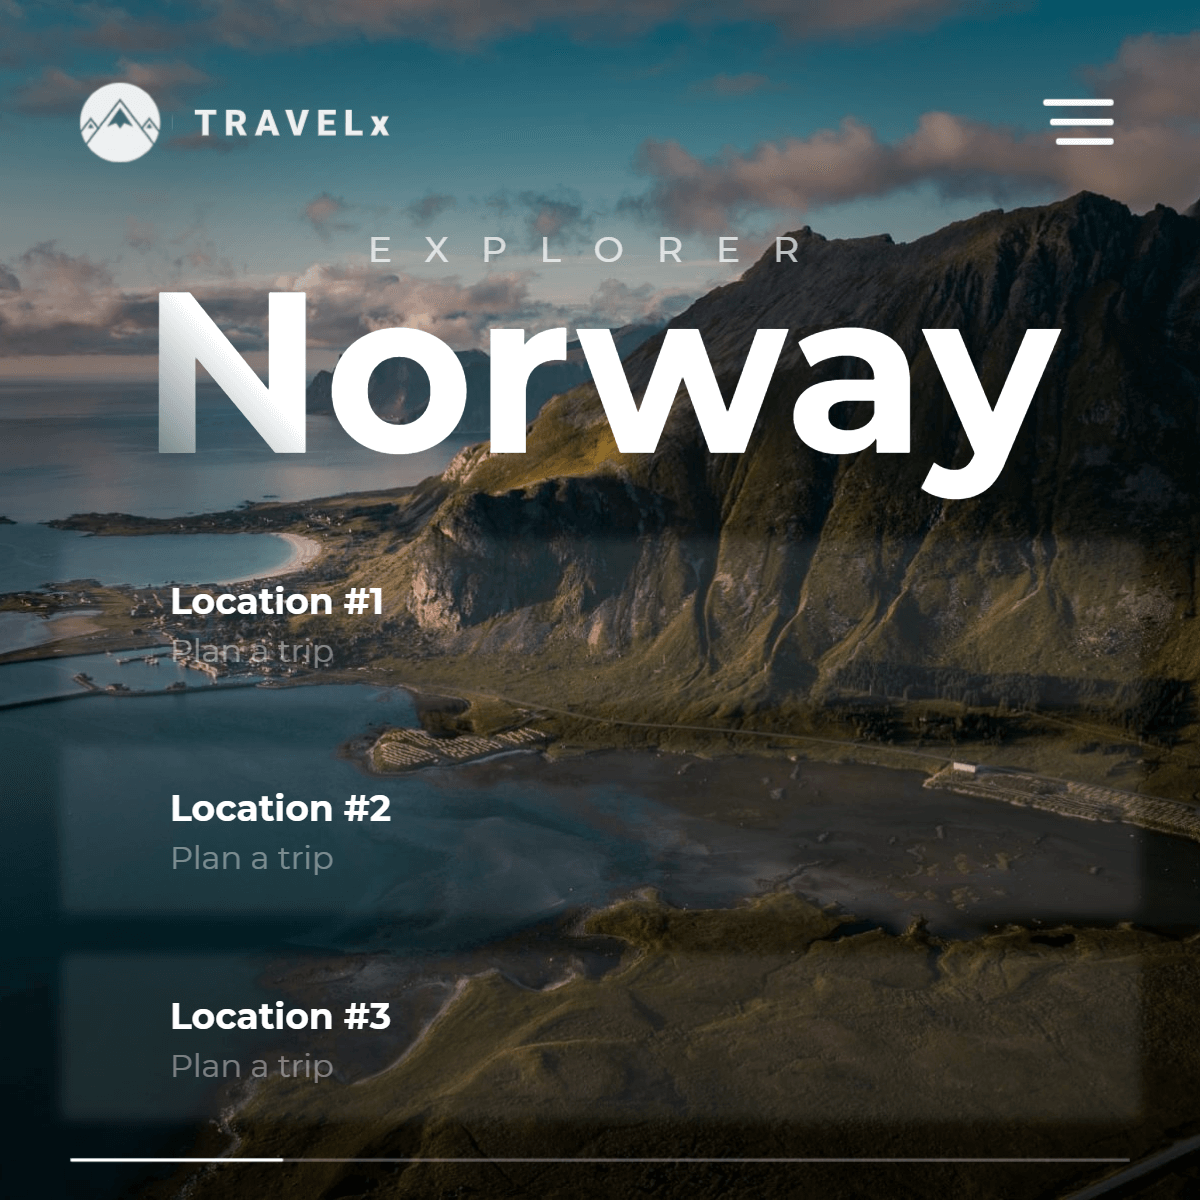 TRAVELx
EXPLORER
Norway
Location #1
Plan a trip
Location #2
Plan a trip
Location #3
Plan a trip